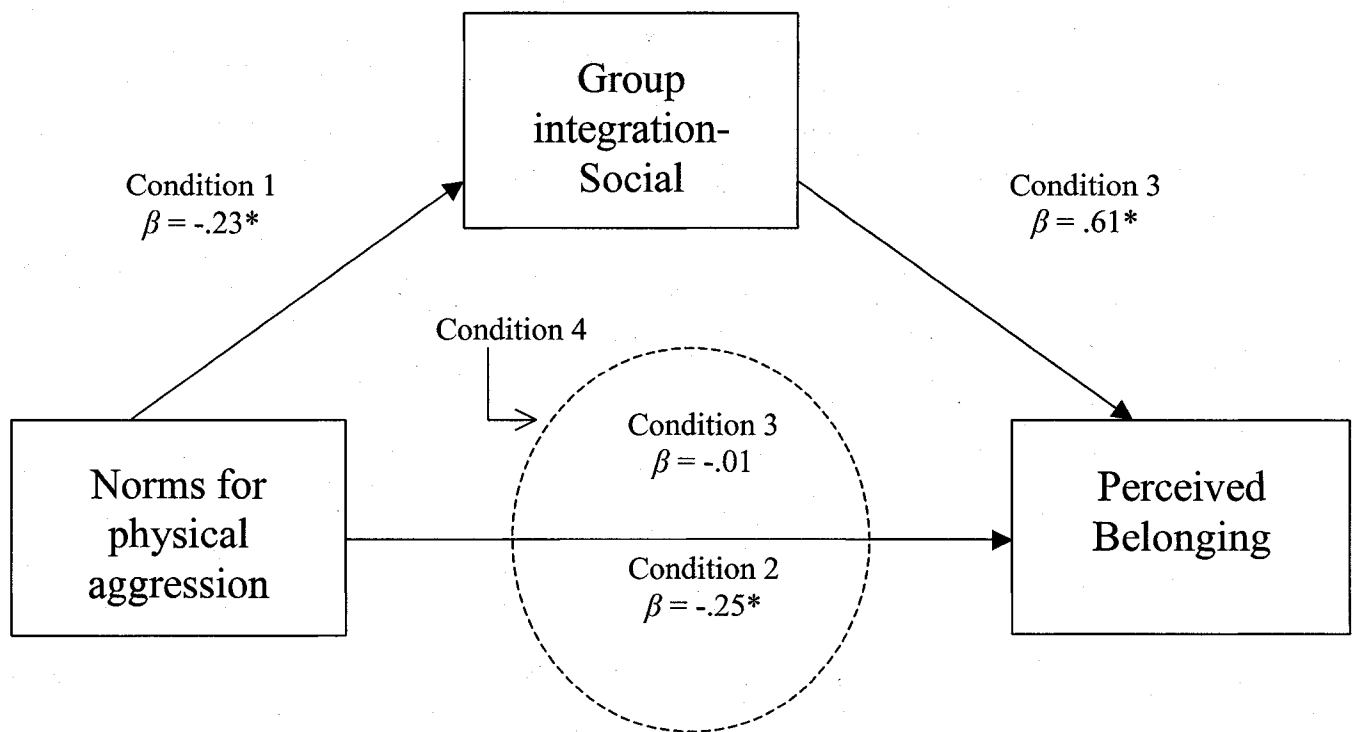 Group
integration-
Social
Condition 1
β = -.23*
Condition 3
β = .61*
Condition 4
Condition 3
β = -.01
Norms for
physical
aggression
Perceived
Belonging
Condition 2
β = -.25*